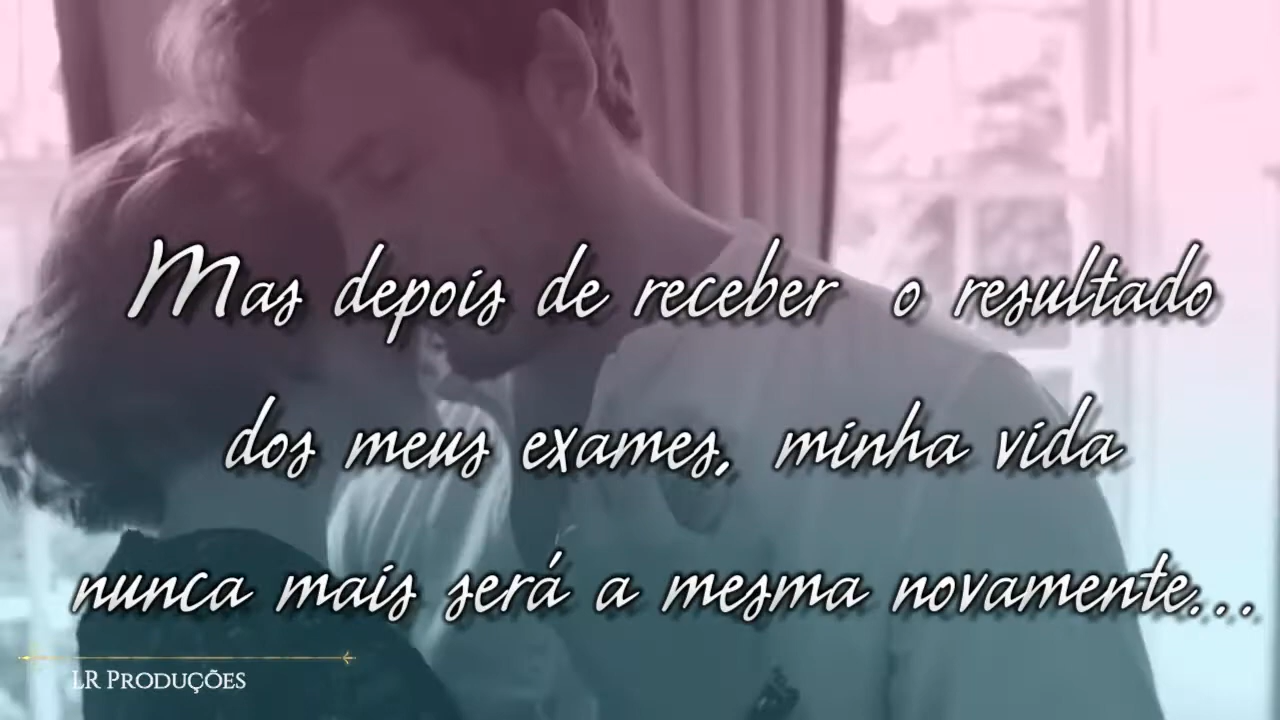 Mas depois de receber o resultado
dos meus exames, minha vida
nunca mais será a mesma novamente...
LR Produções